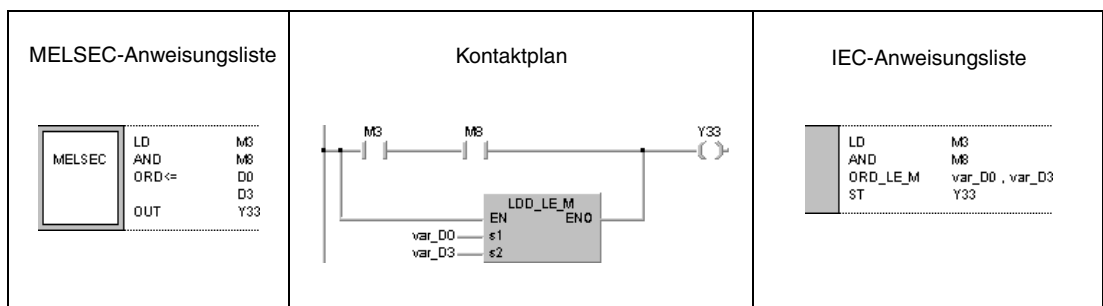 MELSEC-Anweisungsliste
Kontaktplan
IEC-Anweisungsliste
MELSEC
LD M3
AND M8
ORD<= D0
D3
OUT Y33
M3 M8 Y33
LDD_LE_M
EN ENO
var_D0 s1
var_D3 s2
LD M3
AND M8
ORD_LE_M var_D0 , var_D3
ST Y33